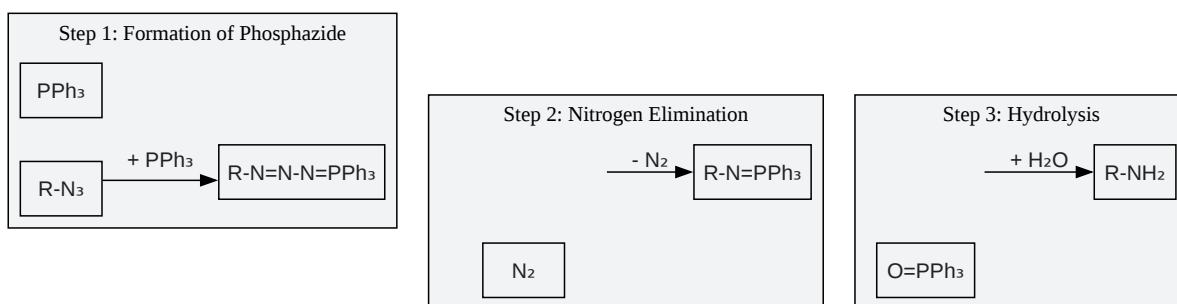 Step 1: Formation of Phosphazide
PPh₃
R-N₃
+ PPh₃
R-N=N-N=PPh₃
Step 2: Nitrogen Elimination
- N₂
R-N=PPh₃
N₂
Step 3: Hydrolysis
+ H₂O
R-NH₂
O=PPh₃